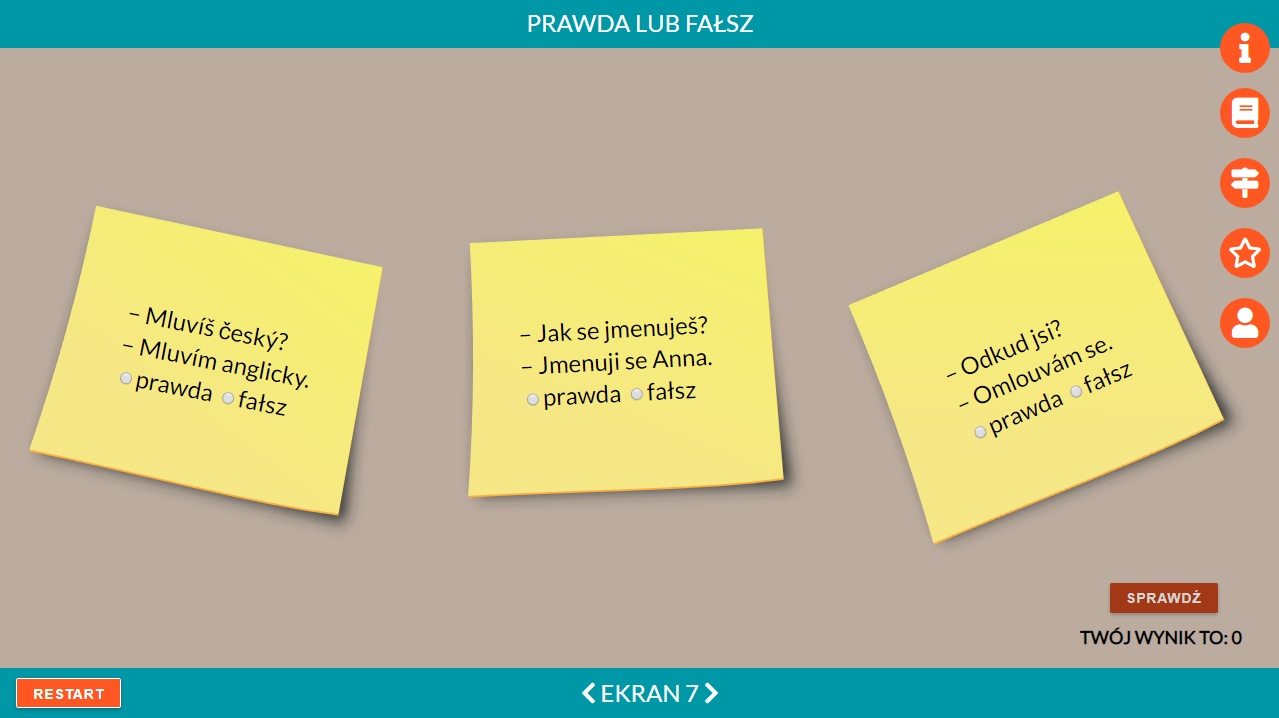 PRAWDA LUB FAŁSZ
– Mluvíš český?
– Mluvím anglicky.
prawda fałsz
– Jak se jmenuješ?
– Jmenuji se Anna.
prawda fałsz
– Odkud jsi?
– Omlouvám se.
prawda fałsz
SPRAWDŹ
TWÓJ WYNIK TO: 0
RESTART
EKRAN 7